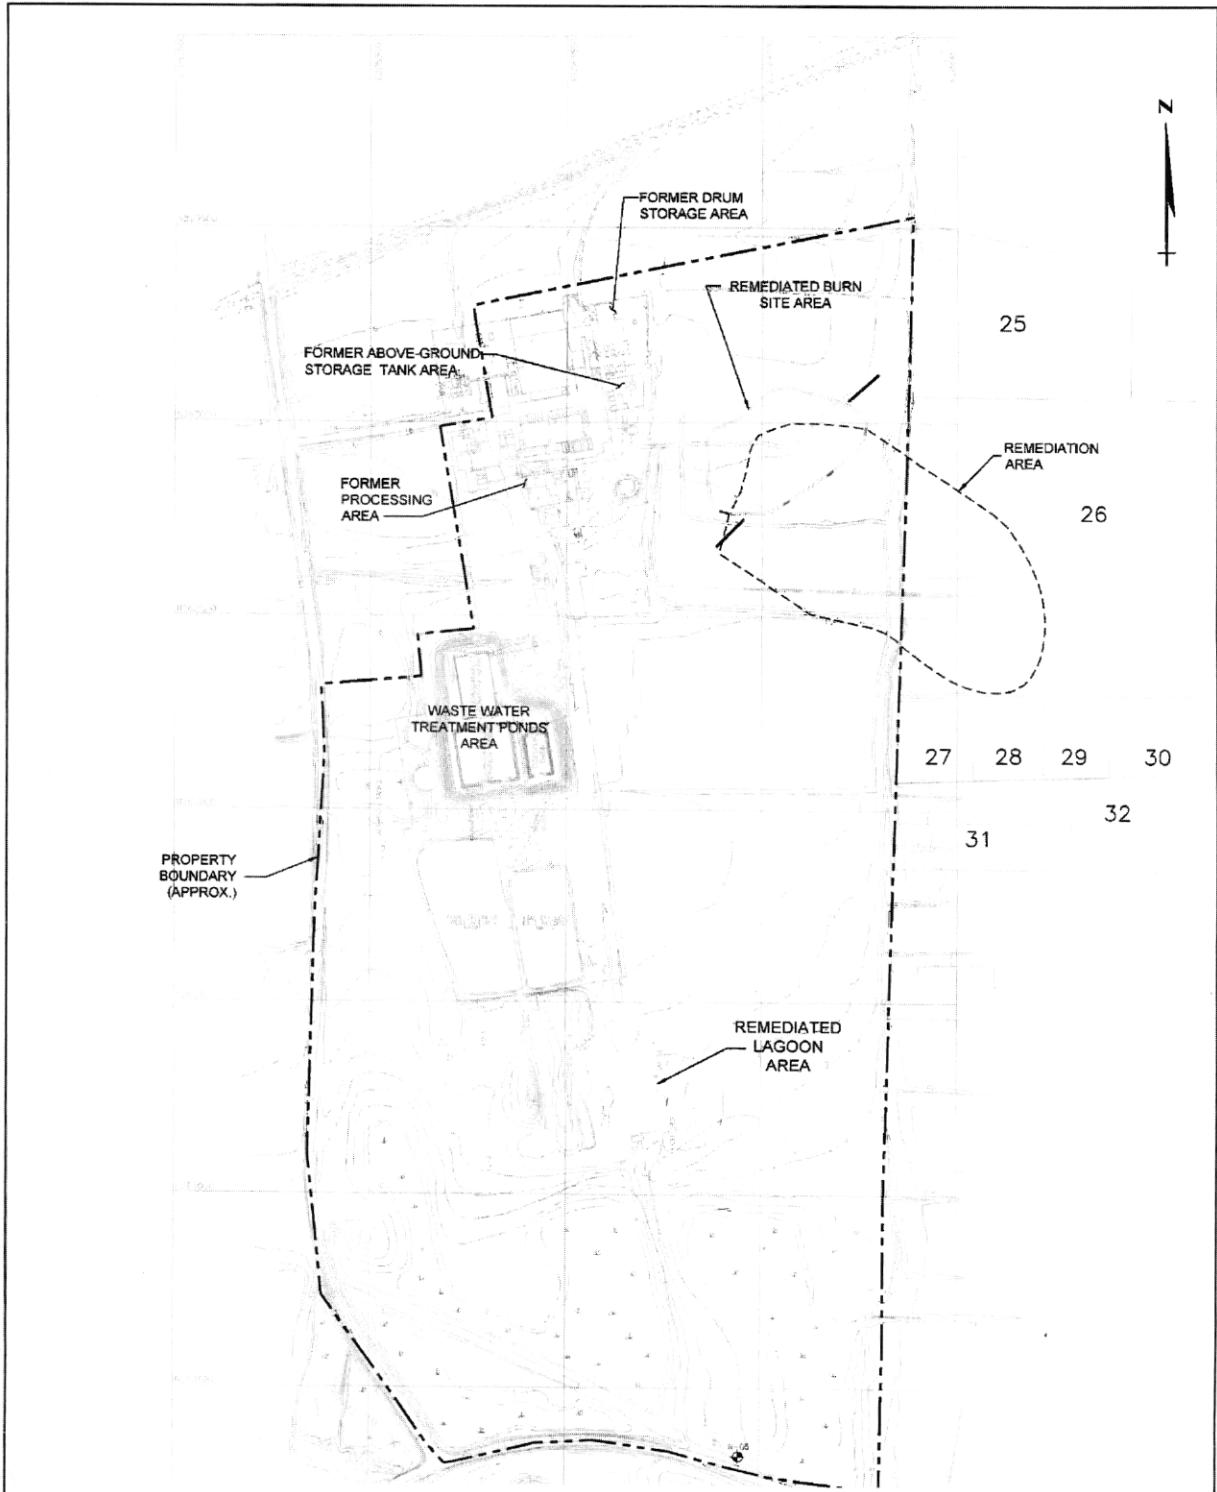 N
FORMER DRUM
STORAGE AREA
REMEDIATED BURN
SITE AREA
25
FORMER ABOVE-GROUND
STORAGE TANK AREA
REMEDIATION
AREA
FORMER
PROCESSING
AREA
26
WASTE WATER
TREATMENT PONDS
AREA
27 28 29 30
32
31
PROPERTY
BOUNDARY
(APPROX.)
REMEDIATED
LAGOON
AREA